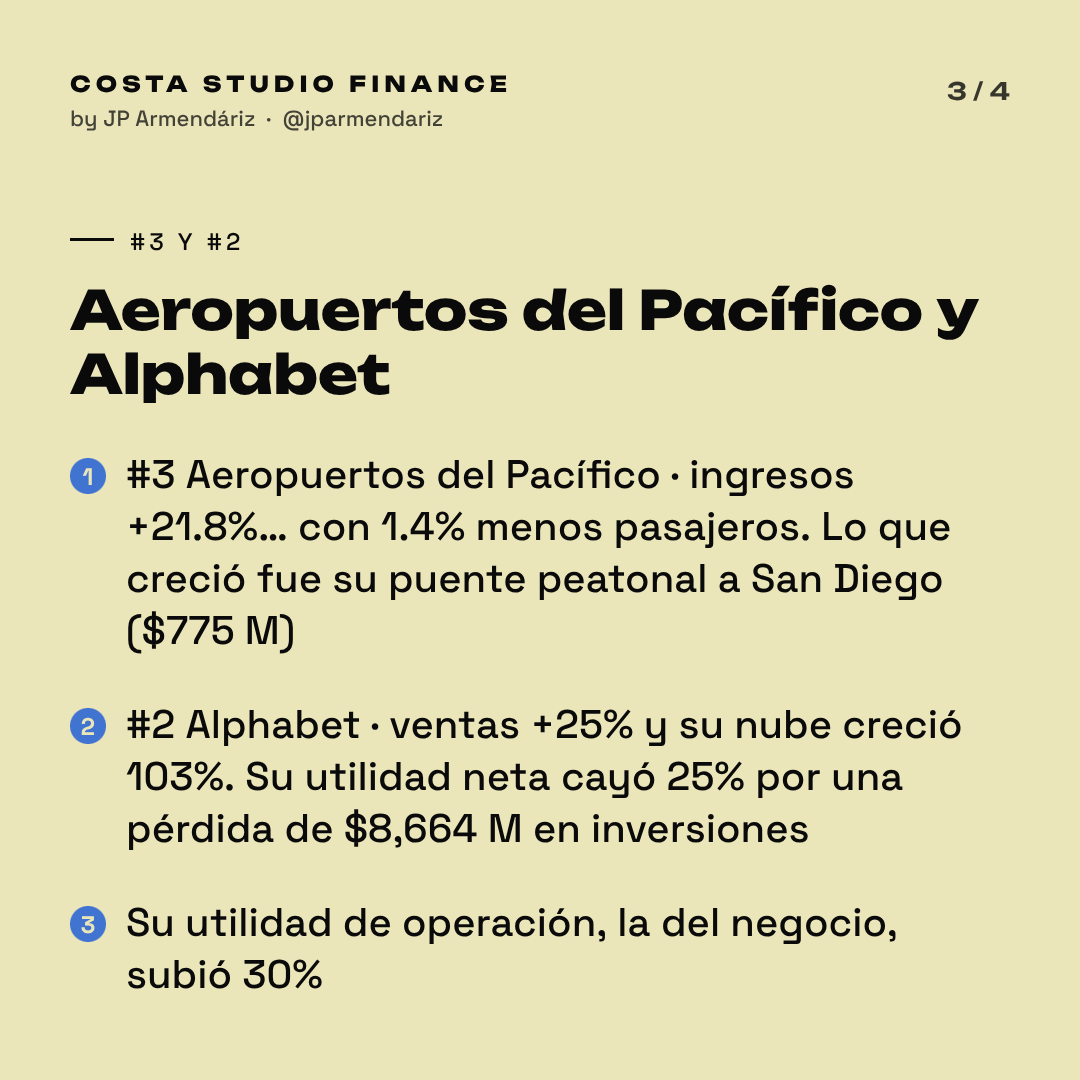 COSTA STUDIO FINANCE
by JP Armendáriz · @jparmendariz
3 / 4
#3 Y #2
Aeropuertos del Pacífico y
Alphabet
1 #3 Aeropuertos del Pacífico · ingresos
+21.8%... con 1.4% menos pasajeros. Lo que
creció fue su puente peatonal a San Diego
($775 M)
2 #2 Alphabet · ventas +25% y su nube creció
103%. Su utilidad neta cayó 25% por una
pérdida de $8,664 M en inversiones
3 Su utilidad de operación, la del negocio,
subió 30%